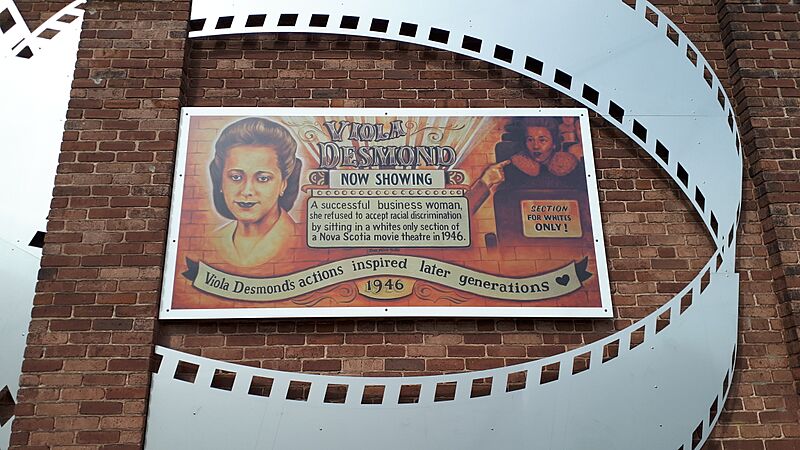 VIOLA
DESMOND
NOW SHOWING
A successful business woman,
she refused to accept racial discrimination
by sitting in a whites only section of
a Nova Scotia movie theatre in 1946.
SECTION
FOR WHITES
ONLY!
Viola Desmonds actions inspired later generations
1946